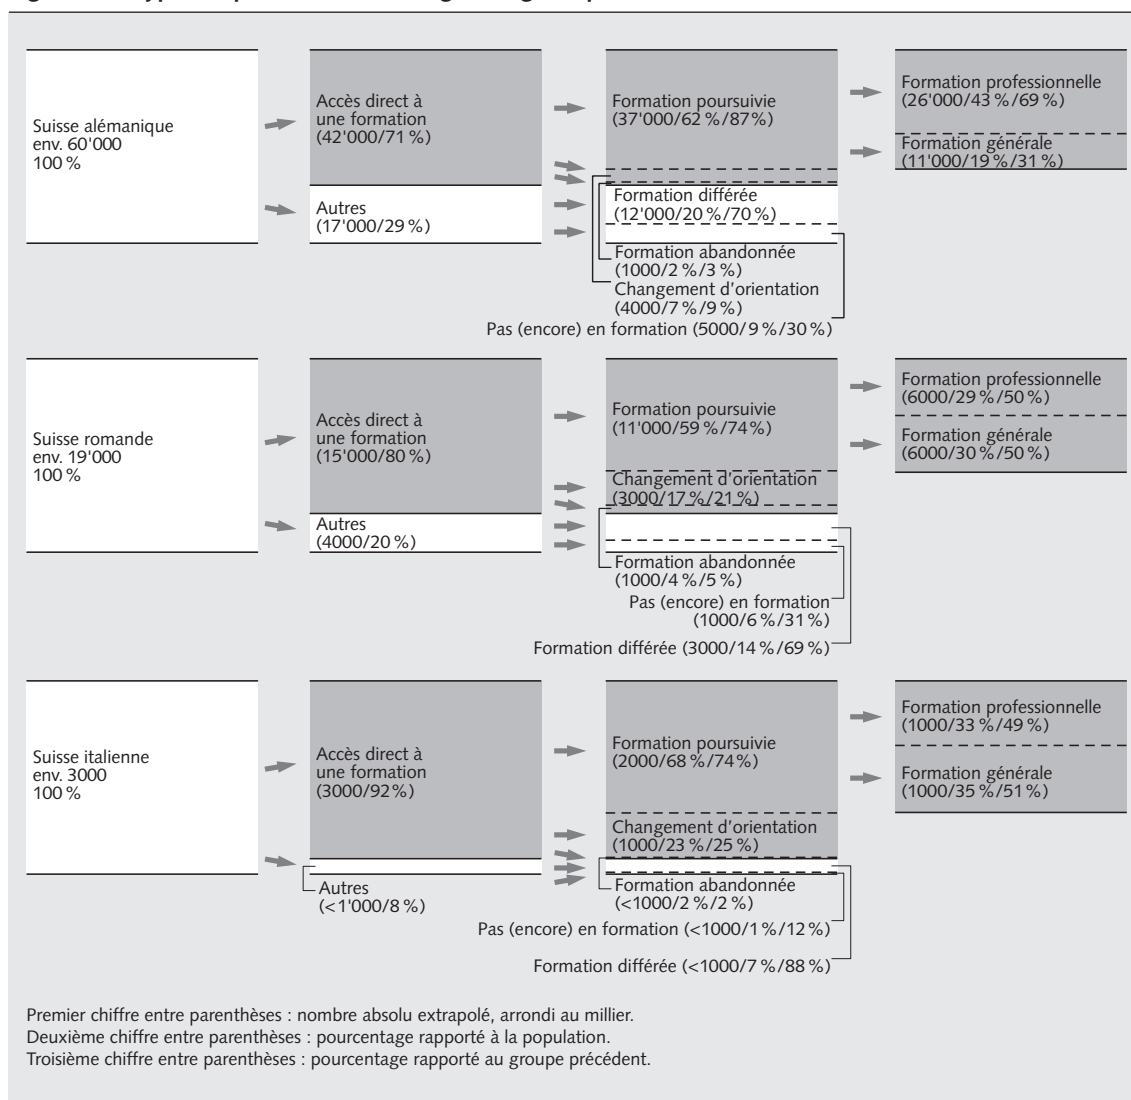 Suisse alémanique
env. 60'000
100 %
Accès direct à
une formation
(42'000/71 %)
Autres
(17'000/29 %)
Formation poursuivie
(37'000/62 %/87%)
Formation différée
(12'000/20 %/70 %)
Formation abandonnée
(1000/2 %/3 %)
Changement d'orientation
(4000/7 %/9 %)
Pas (encore) en formation (5000/9 %/30 %)
Formation professionnelle
(26'000/43 %/69 %)
Formation générale
(11'000/19 %/31 %)
Suisse romande
env. 19'000
100 %
Accès direct à
une formation
(15'000/80 %)
Autres
(4000/20 %)
Formation poursuivie
(11'000/59 %/74 %)
Changement d'orientation
(3000/17 %/21 %)
Formation abandonnée
(1000/4 %/5 %)
Pas (encore) en formation
(1000/6 %/31 %)
Formation différée (3000/14 %/69 %)
Formation professionnelle
(6000/29 %/50 %)
Formation générale
(6000/30 %/50 %)
Suisse italienne
env. 3000
100 %
Accès direct à
une formation
(3000/92%)
Autres
(<1'000/8 %)
Formation poursuivie
(2000/68 %/74%)
Changement d'orientation
(1000/23 %/25 %)
Formation abandonnée
(<1000/2 %/2 %)
Pas (encore) en formation (<1000/1 %/12 %)
Formation différée (<1000/7 %/88 %)
Formation professionnelle
(1000/33 %/49 %)
Formation générale
(1000/35 %/51 %)
Premier chiffre entre parenthèses : nombre absolu extrapolé, arrondi au millier.
Deuxième chiffre entre parenthèses : pourcentage rapporté à la population.
Troisième chiffre entre parenthèses : pourcentage rapporté au groupe précédent.